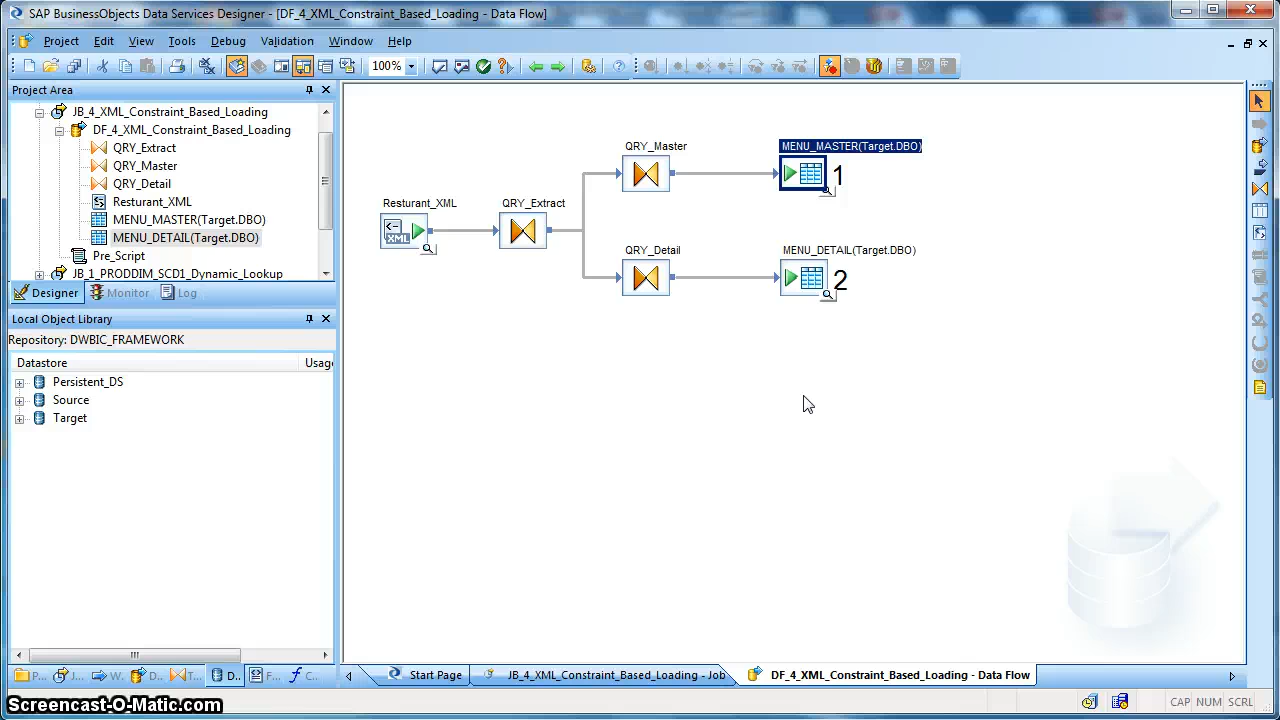 SAP BusinessObjects Data Services Designer - [DF_4_XML_Constraint_Based_Loading - Data Flow]
Project Edit View Tools Debug Validation Window Help
100%
Project Area
JB_4_XML_Constraint_Based_Loading
DF_4_XML_Constraint_Based_Loading
QRY_Extract
QRY_Master
QRY_Detail
Resturant_XML
MENU_MASTER(Target.DBO)
MENU_DETAIL(Target.DBO)
Pre_Script
JB_1_PRODDIM_SCD1_Dynamic_Lookup
Designer Monitor Log
Local Object Library
Repository: DWBIC_FRAMEWORK
Datastore Usage
Persistent_DS
Source
Target
P... J... W... D... T... D... F... C...
QRY_Master MENU_MASTER(Target.DBO)
1
Resturant_XML QRY_Extract
XML
QRY_Detail MENU_DETAIL(Target.DBO)
2
Start Page JB_4_XML_Constraint_Based_Loading - Job DF_4_XML_Constraint_Based_Loading - Data Flow
CAP NUM SCRL
Screencast-O-Matic.com